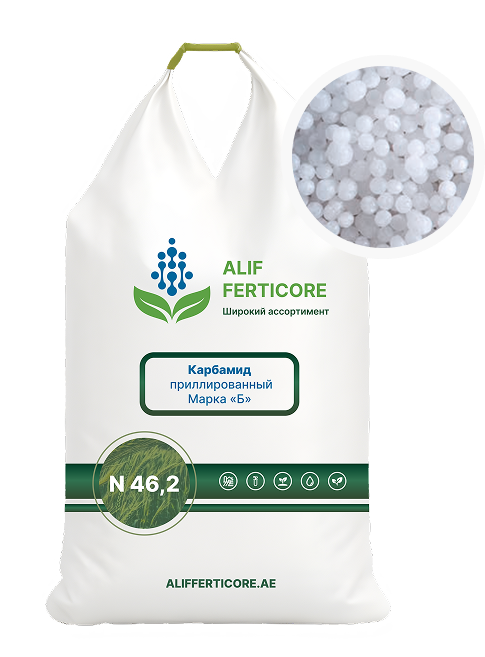 ALIF
FERTICORE
Широкий ассортимент
Карбамид
приллированный
Марка «Б»
N 46,2
ALIFFERTICORE.AE